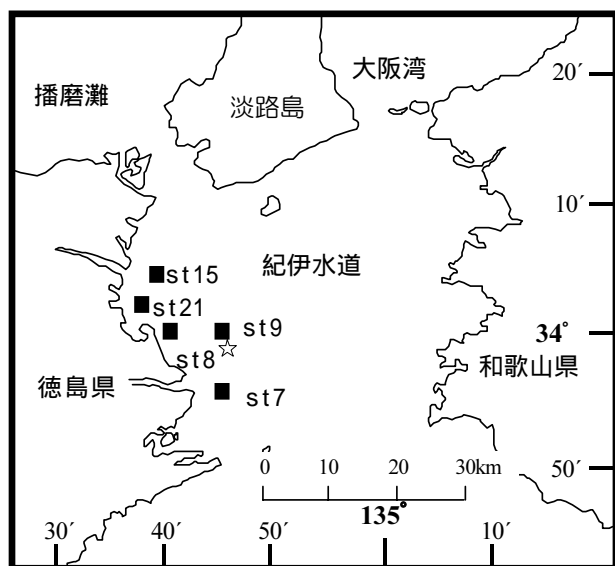 大阪湾
20′
播磨灘
淡路島
10′
紀伊水道
st15
st21
st9
34°
st8
和歌山県
徳島県
st7
0 10 20 30km
50′
135°
30′ 40′ 50′ 10′